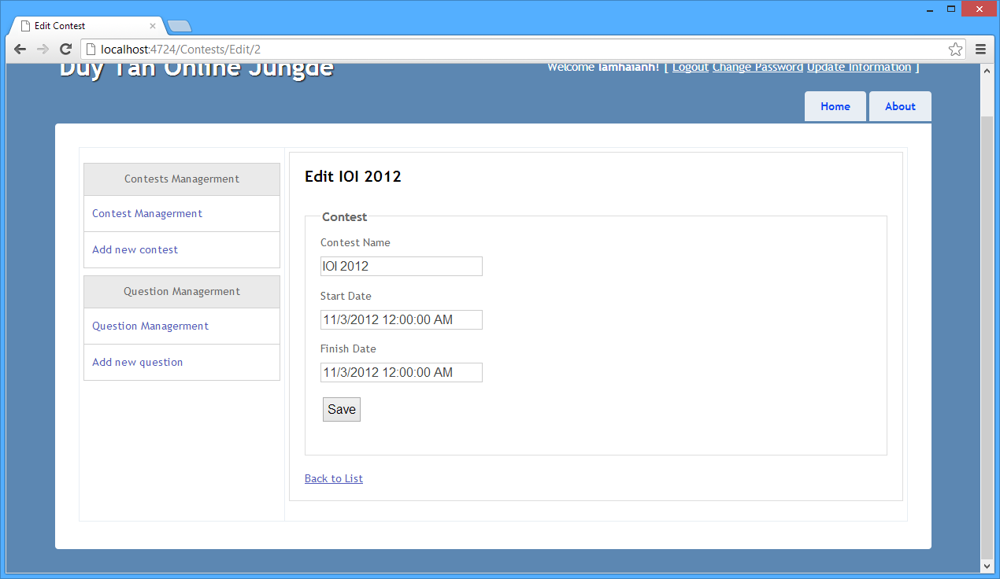 Edit Contest
localhost:4724/Contests/Edit/2
Duy Tan Online Jungde
Welcome lamhaianh! [ Logout Change Password Update Information ]
Home About
Contests Managerment
Contest Managerment
Add new contest
Question Managerment
Question Managerment
Add new question
Edit IOI 2012
Contest
Contest Name
IOI 2012
Start Date
11/3/2012 12:00:00 AM
Finish Date
11/3/2012 12:00:00 AM
Save
Back to List